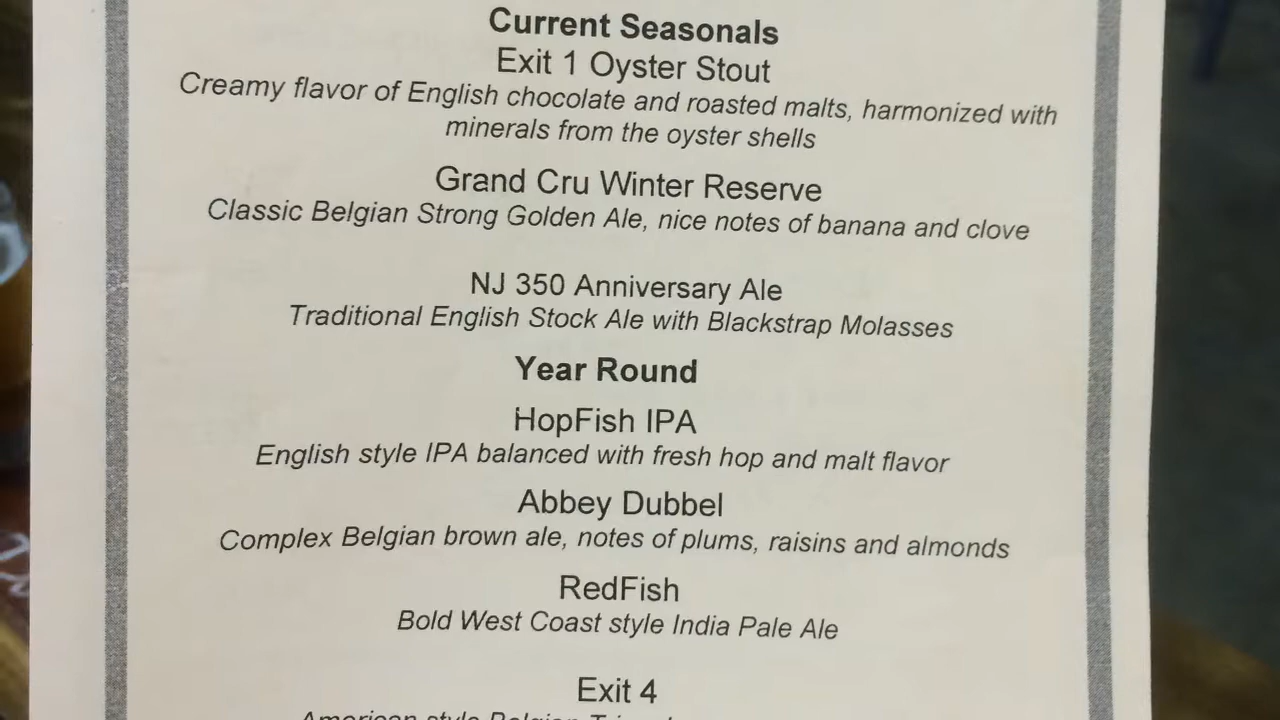 Current Seasonals
Exit 1 Oyster Stout
Creamy flavor of English chocolate and roasted malts, harmonized with
minerals from the oyster shells
Grand Cru Winter Reserve
Classic Belgian Strong Golden Ale, nice notes of banana and clove
NJ 350 Anniversary Ale
Traditional English Stock Ale with Blackstrap Molasses
Year Round
HopFish IPA
English style IPA balanced with fresh hop and malt flavor
Abbey Dubbel
Complex Belgian brown ale, notes of plums, raisins and almonds
RedFish
Bold West Coast style India Pale Ale
Exit 4
American style Belgian